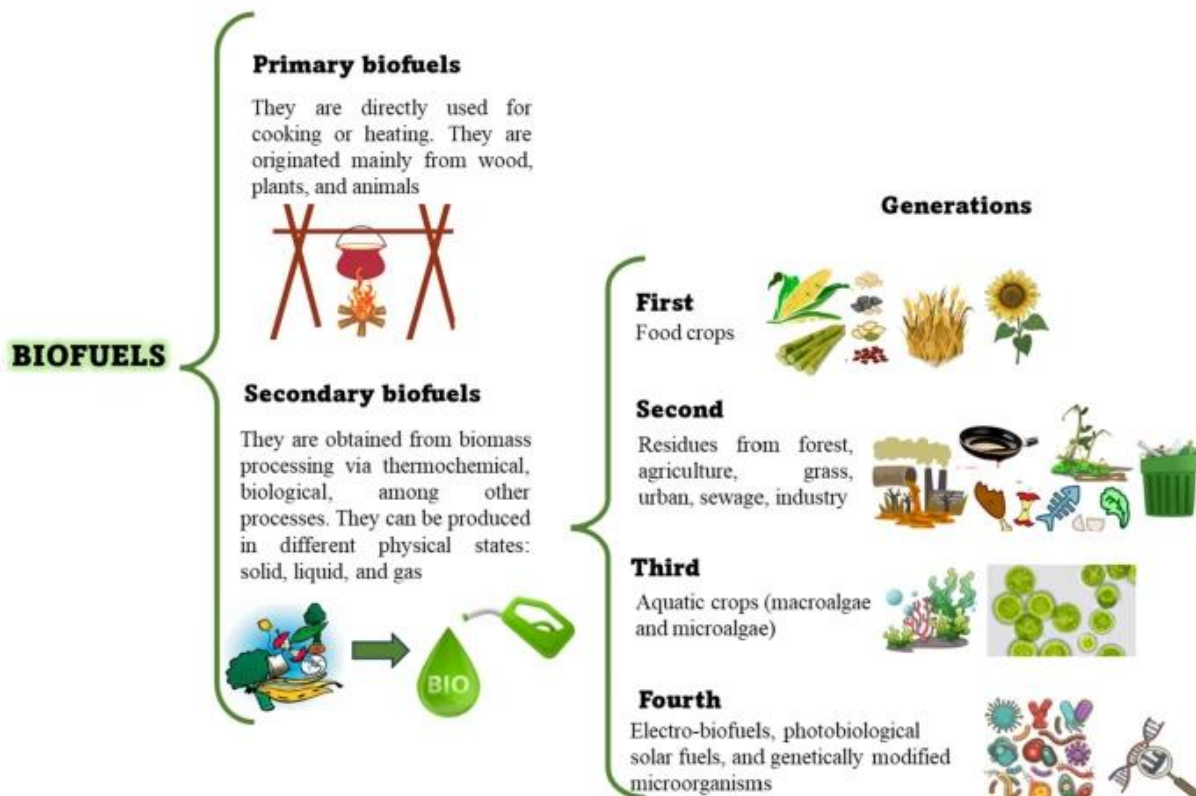 BIOFUELS
Primary biofuels
They are directly used for
cooking or heating. They are
originated mainly from wood,
plants, and animals
Secondary biofuels
They are obtained from biomass
processing via thermochemical,
biological, among other
processes. They can be produced
in different physical states:
solid, liquid, and gas
BIO
Generations
First
Food crops
Second
Residues from forest,
agriculture, grass,
urban, sewage, industry
Third
Aquatic crops (macroalgae
and microalgae)
Fourth
Electro-biofuels, photobiological
solar fuels, and genetically modified
microorganisms